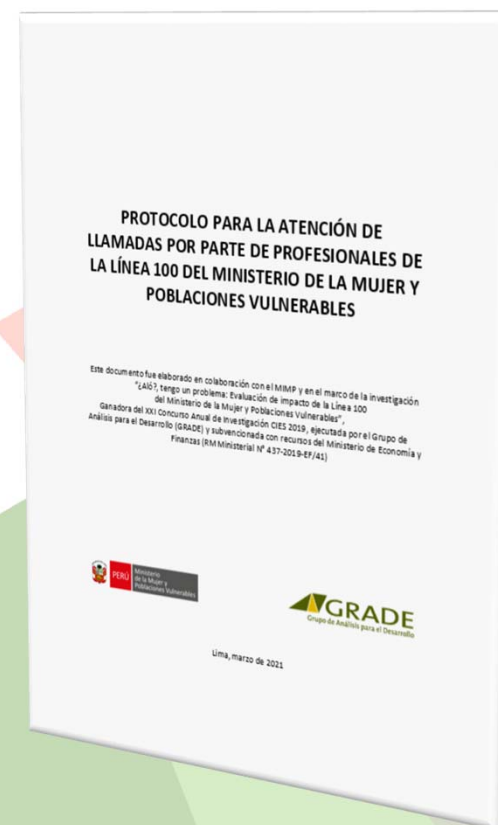 PROTOCOLO PARA LA ATENCIÓN DE
LLAMADAS POR PARTE DE PROFESIONALES DE
LA LÍNEA 100 DEL MINISTERIO DE LA MUJER Y
POBLACIONES VULNERABLES
Este documento fue elaborado en colaboración con el MIMP y en el marco de la investigación
"¿Aló?, tengo un problema: Evaluación de impacto de la Línea 100
del Ministerio de la Mujer y Poblaciones Vulnerables",
Ganadora del XXI Concurso Anual de Investigación CIES 2019, ejecutada por el Grupo de
Análisis para el Desarrollo (GRADE) y subvencionada con recursos del Ministerio de Economía y
Finanzas (RM Ministerial N° 437-2019-EF/41)
PERÚ
Ministerio
de la Mujer y
Poblaciones Vulnerables
GRADE
Grupo de Análisis para el Desarrollo
Lima, marzo de 2021